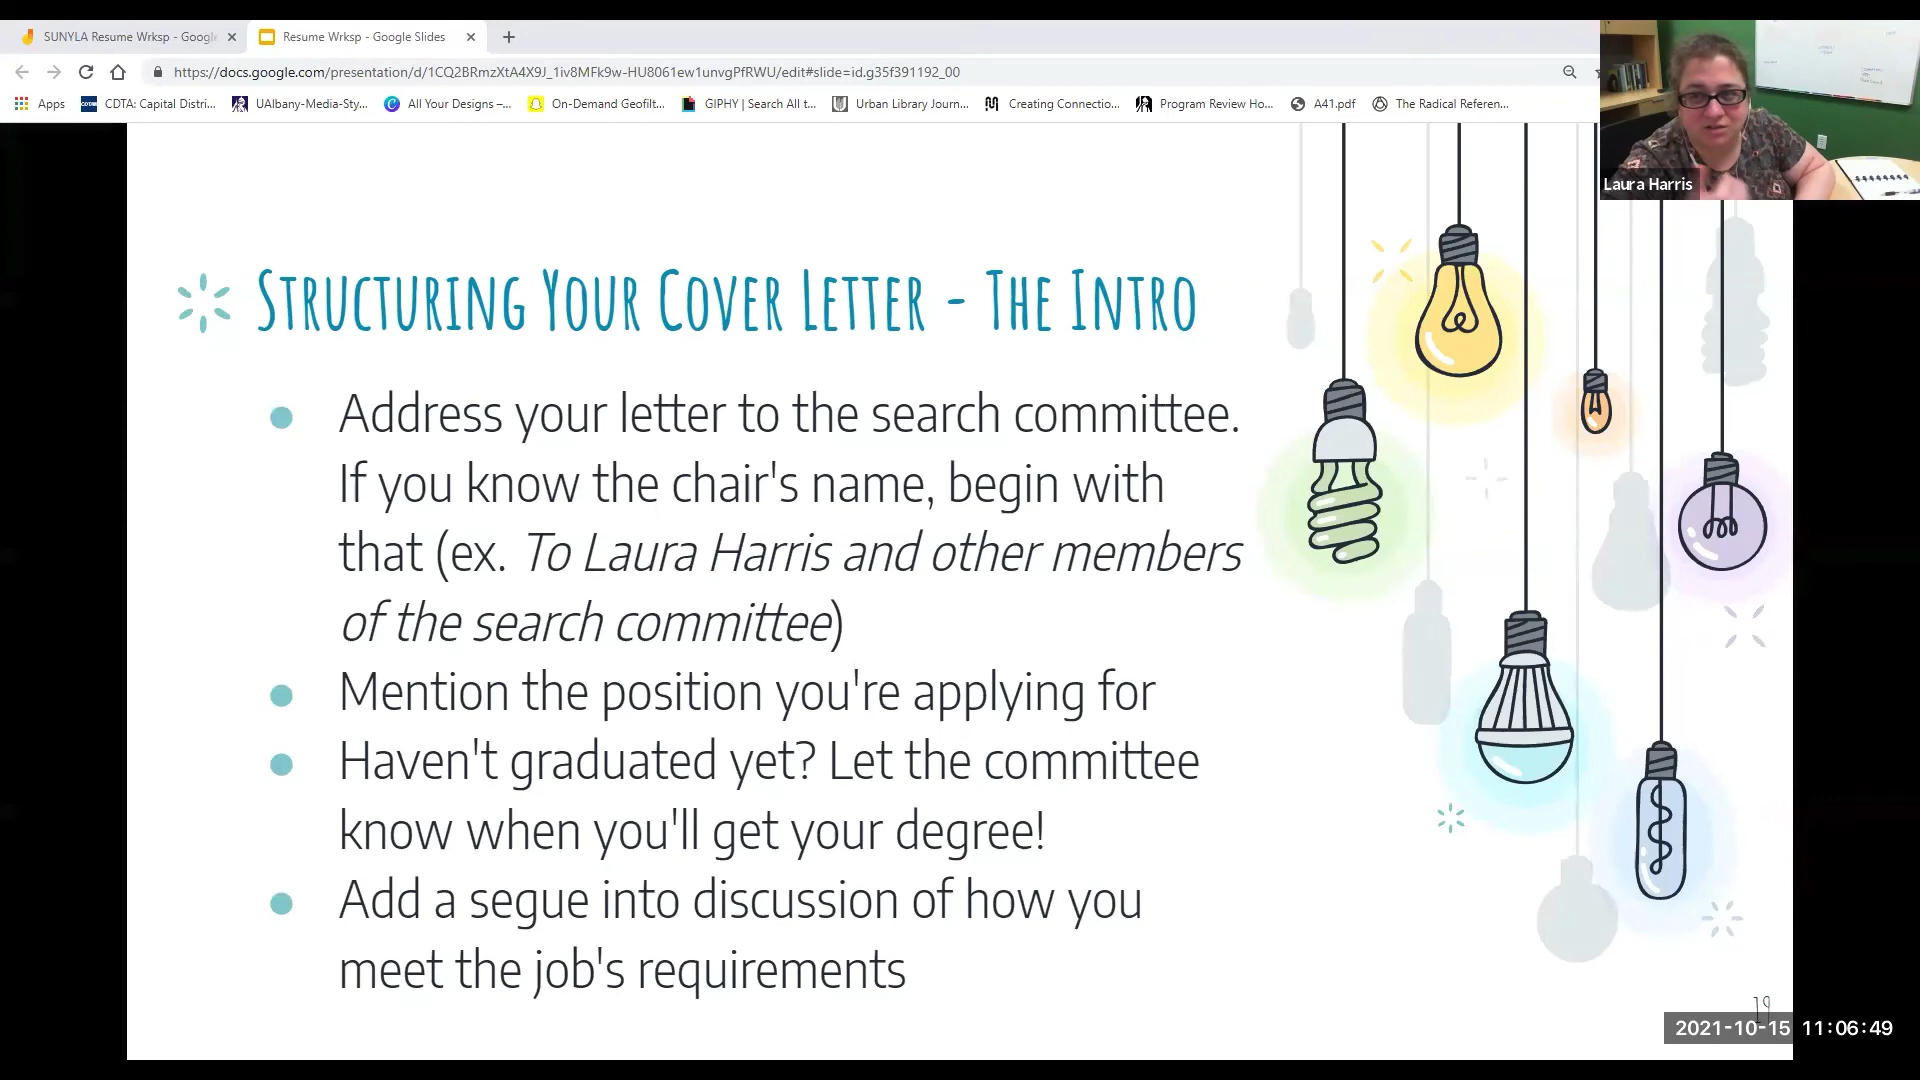 SUNYLA Resume Wrksp - Googl
Resume Wrksp - Google Slides
https://docs.google.com/presentation/d/1CQ2BRmzXtA4X9J_1iv8MFk9w-HU8061ew1unvgPfRWU/edit#slide=id.g35f391192_00
Apps
CDTA: Capital Distri...
UAlbany-Media-Sty...
All Your Designs –...
On-Demand Geofilt...
GIPHY | Search All t...
Urban Library Journ...
Creating Connectio...
Program Review Ho...
A41.pdf
The Radical Referen...
Laura Harris
Structuring Your Cover Letter - The Intro
Address your letter to the search committee.
If you know the chair's name, begin with
that (ex. To Laura Harris and other members
of the search committee)
Mention the position you're applying for
Haven't graduated yet? Let the committee
know when you'll get your degree!
Add a segue into discussion of how you
meet the job's requirements
19
2021-10-15 11:06:49